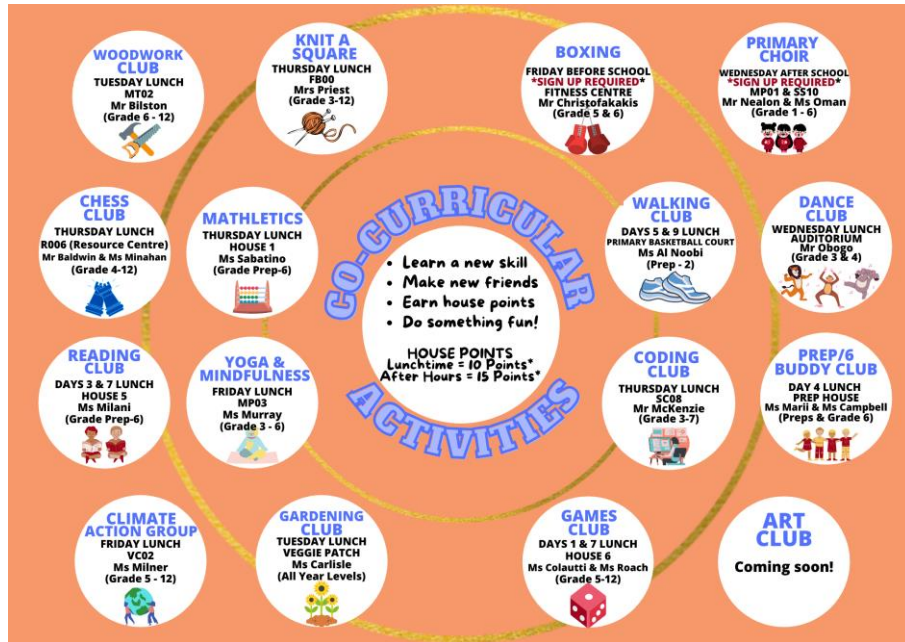 WOODWORK
CLUB
TUESDAY LUNCH
MT02
Mr Bilston
(Grade 6 - 12)
KNIT A
SQUARE
THURSDAY LUNCH
FB00
Mrs Priest
(Grade 3-12)
BOXING
FRIDAY BEFORE SCHOOL
*SIGN UP REQUIRED*
FITNESS CENTRE
Mr Christofakakis
(Grade 5 & 6)
PRIMARY
CHOIR
WEDNESDAY AFTER SCHOOL
*SIGN UP REQUIRED*
MP01 & SS10
Mr Nealon & Ms Oman
(Grade 1 - 6)
CHESS
CLUB
THURSDAY LUNCH
R006 (Resource Centre)
Mr Baldwin & Ms Minahan
(Grade 4-12)
MATHLETICS
THURSDAY LUNCH
HOUSE 1
Ms Sabatino
(Grade Prep-6)
CO-CURRICULAR
• Learn a new skill
• Make new friends
• Earn house points
• Do something fun!
HOUSE POINTS
Lunchtime = 10 Points*
After Hours = 15 Points*
ACTIVITIES
WALKING
CLUB
DAYS 5 & 9 LUNCH
PRIMARY BASKETBALL COURT
Ms Al Noobi
(Prep - 2)
DANCE
CLUB
WEDNESDAY LUNCH
AUDITORIUM
Mr Obogo
(Grade 3 & 4)
READING
CLUB
DAYS 3 & 7 LUNCH
HOUSE 5
Ms Milani
(Grade Prep-6)
YOGA &
MINDFULNESS
FRIDAY LUNCH
MP03
Ms Murray
(Grade 3 - 6)
CODING
CLUB
THURSDAY LUNCH
SC08
Mr McKenzie
(Grade 3-7)
PREP/6
BUDDY CLUB
DAY 4 LUNCH
PREP HOUSE
Ms Marii & Ms Campbell
(Preps & Grade 6)
CLIMATE
ACTION GROUP
FRIDAY LUNCH
VC02
Ms Milner
(Grade 5 - 12)
GARDENING
CLUB
TUESDAY LUNCH
VEGGIE PATCH
Ms Carlisle
(All Year Levels)
GAMES
CLUB
DAYS 1 & 7 LUNCH
HOUSE 6
Ms Colautti & Ms Roach
(Grade 5-12)
ART
CLUB
Coming soon!